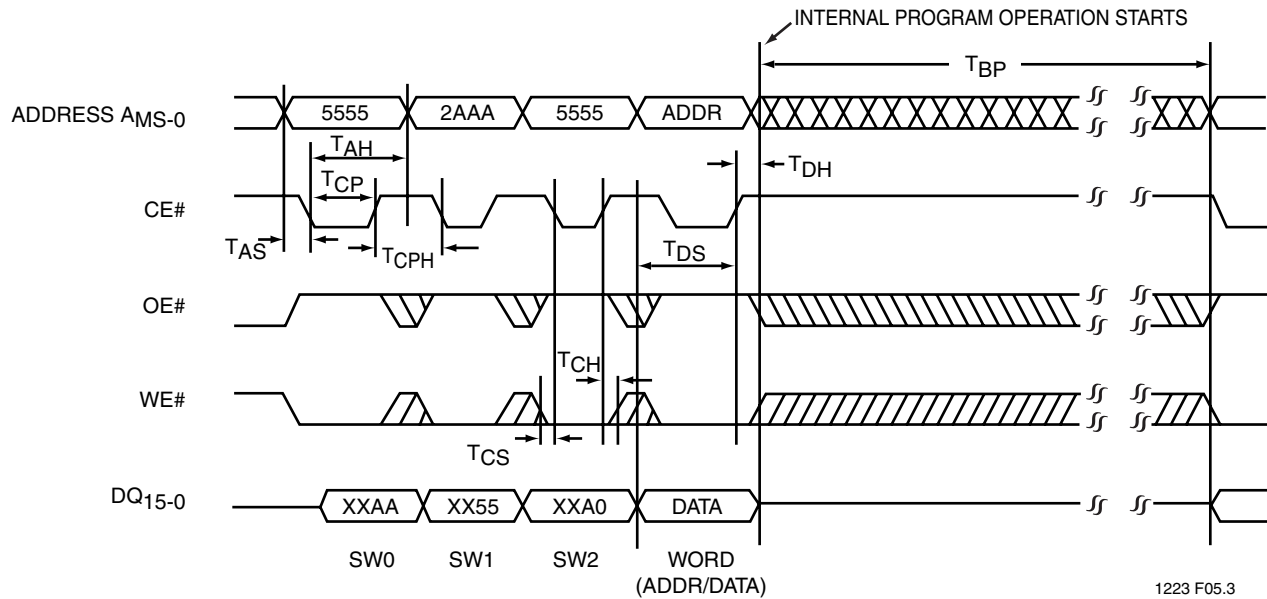 INTERNAL PROGRAM OPERATION STARTS
TBP
ADDRESS AMS-0
5555
2AAA
5555
ADDR
TAH
TDH
TCP
CE#
TAS
TCPH
TDS
OE#
TCH
WE#
TCS
DQ15-0
XXAA
XX55
XXA0
DATA
SW0
SW1
SW2
WORD
(ADDR/DATA)
1223 F05.3